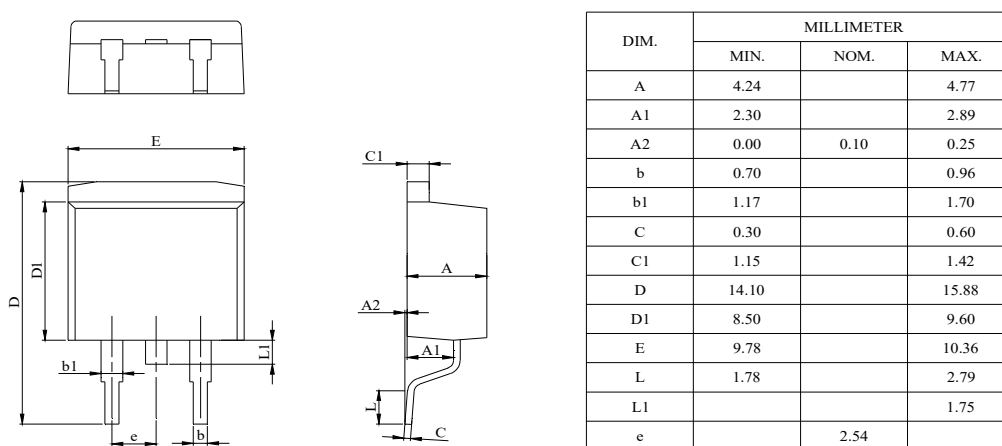 E
D
D1
b1
L1
e
b
C1
A
A2
A1
L
C
DIM. MILLIMETER
MIN. NOM. MAX.
A 4.24 4.77
A1 2.30 2.89
A2 0.00 0.10 0.25
b 0.70 0.96
b1 1.17 1.70
C 0.30 0.60
C1 1.15 1.42
D 14.10 15.88
D1 8.50 9.60
E 9.78 10.36
L 1.78 2.79
L1 1.75
e 2.54